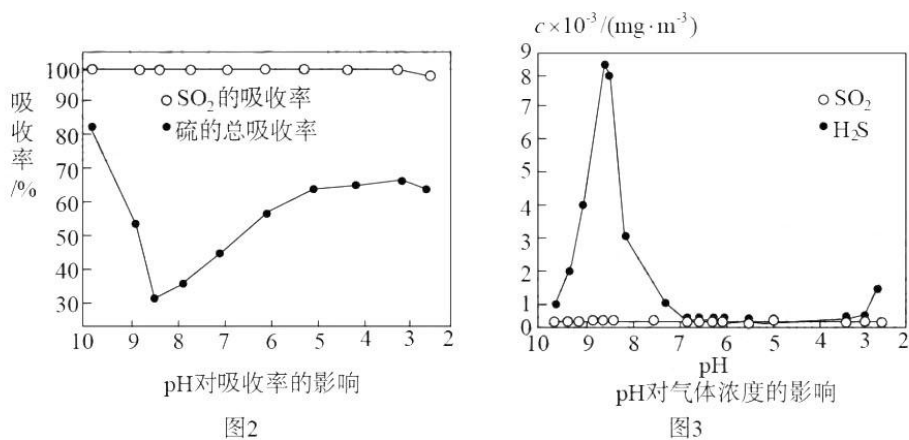 100
90
80
70
60
50
40
30
吸收率/%
SO₂的吸收率
硫的总吸收率
10 9 8 7 6 5 4 3 2
pH对吸收率的影响
图2
c×10⁻³/(mg·m⁻³)
9
8
7
6
5
4
3
2
1
0
SO₂
H₂S
10 9 8 7 6 5 4 3 2
pH
pH对气体浓度的影响
图3